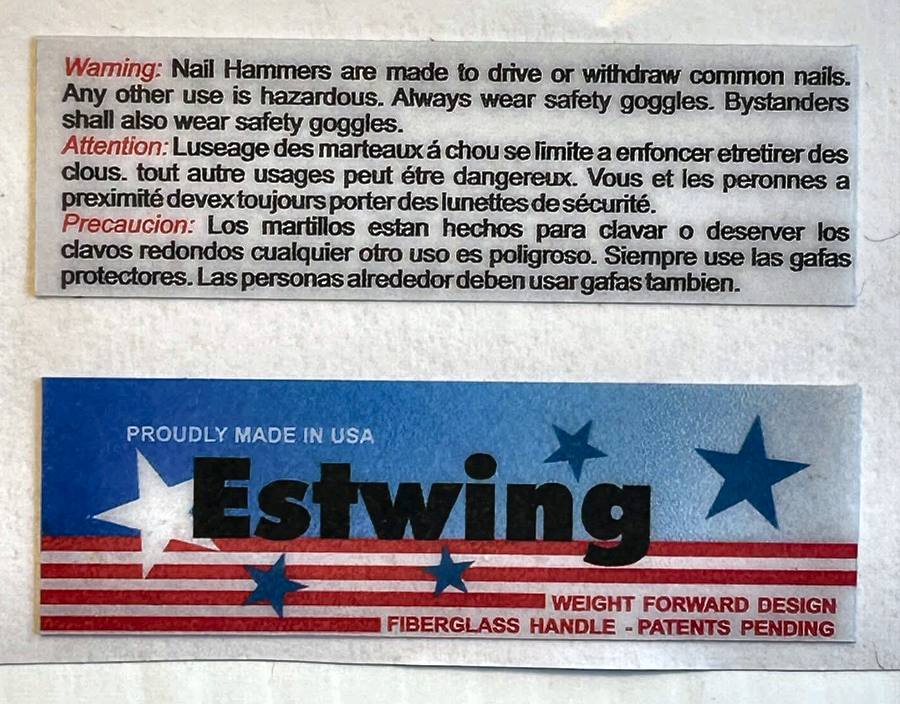 Warning: Nail Hammers are made to drive or withdraw common nails.
Any other use is hazardous. Always wear safety goggles. Bystanders
shall also wear safety goggles.
Attention: Luseage des marteaux á chou se limite a enfoncer etretirer des
clous. tout autre usages peut étre dangereux. Vous et les peronnes a
preximité devex toujours porter des lunettes de sécurité.
Precaucion: Los martillos estan hechos para clavar o deserver los
clavos redondos cualquier otro uso es poligroso. Siempre use las gafas
protectores. Las personas alrededor deben usar gafas tambien.
PROUDLY MADE IN USA
Estwing
WEIGHT FORWARD DESIGN
FIBERGLASS HANDLE - PATENTS PENDING